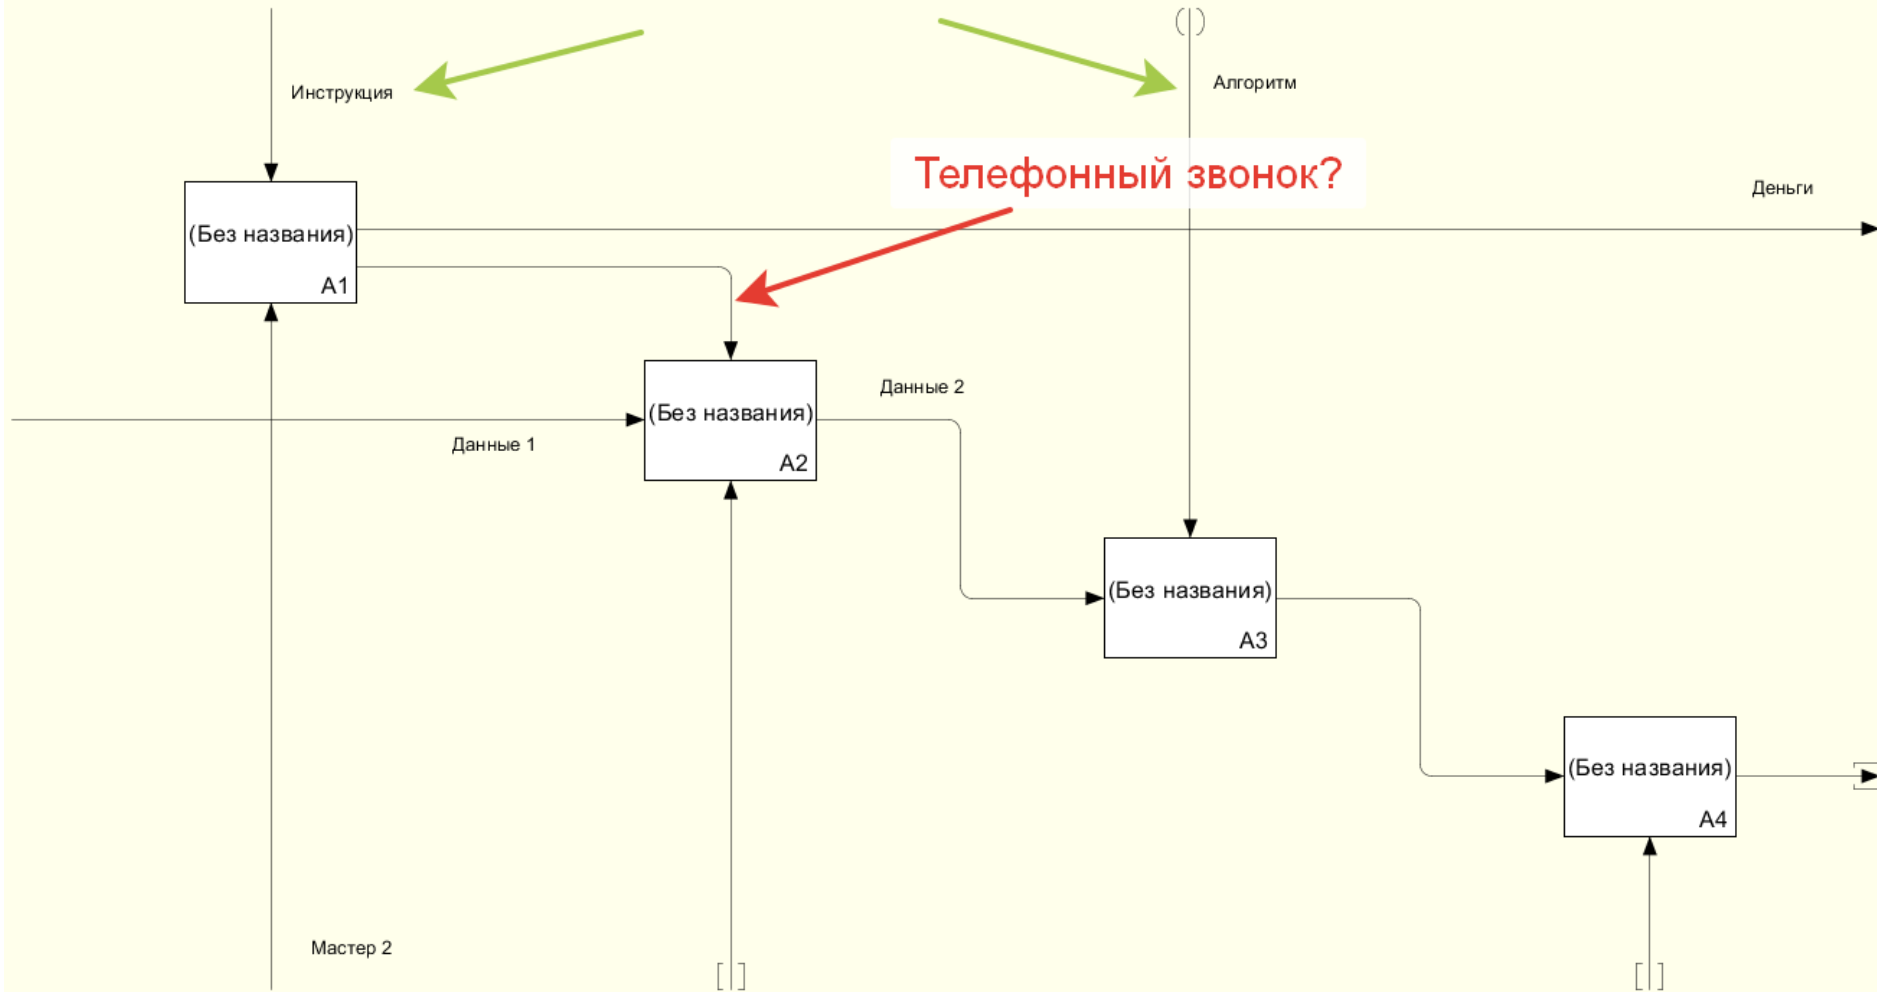 Инструкция
Алгоритм
Телефонный звонок?
Деньги
(Без названия)
A1
Данные 2
(Без названия)
A2
Данные 1
(Без названия)
A3
(Без названия)
A4
Мастер 2